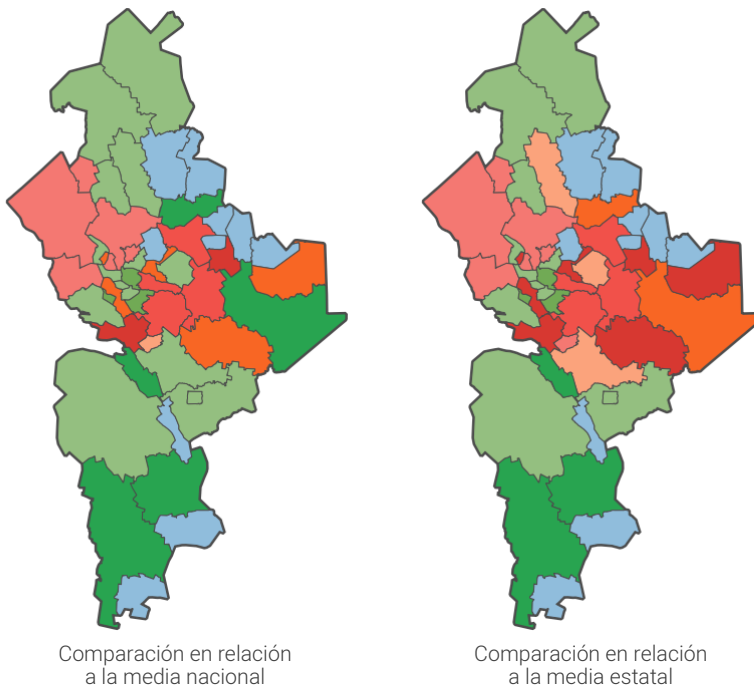 Comparación en relación
a la media nacional
Comparación en relación
a la media estatal